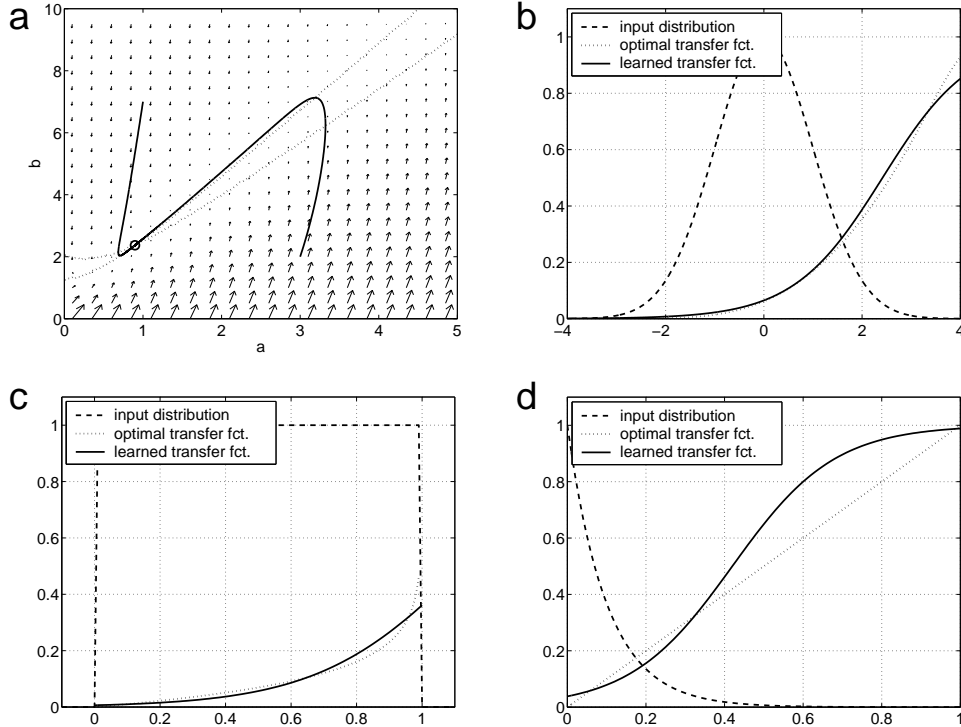 a
10
8
6
4
2
0
b
0 1 2 3 4 5
a
b
input distribution
optimal transfer fct.
learned transfer fct.
1
0.8
0.6
0.4
0.2
0
−4 −2 0 2 4
c
input distribution
optimal transfer fct.
learned transfer fct.
1
0.8
0.6
0.4
0.2
0
0 0.2 0.4 0.6 0.8 1
d
input distribution
optimal transfer fct.
learned transfer fct.
1
0.8
0.6
0.4
0.2
0
0 0.2 0.4 0.6 0.8 1